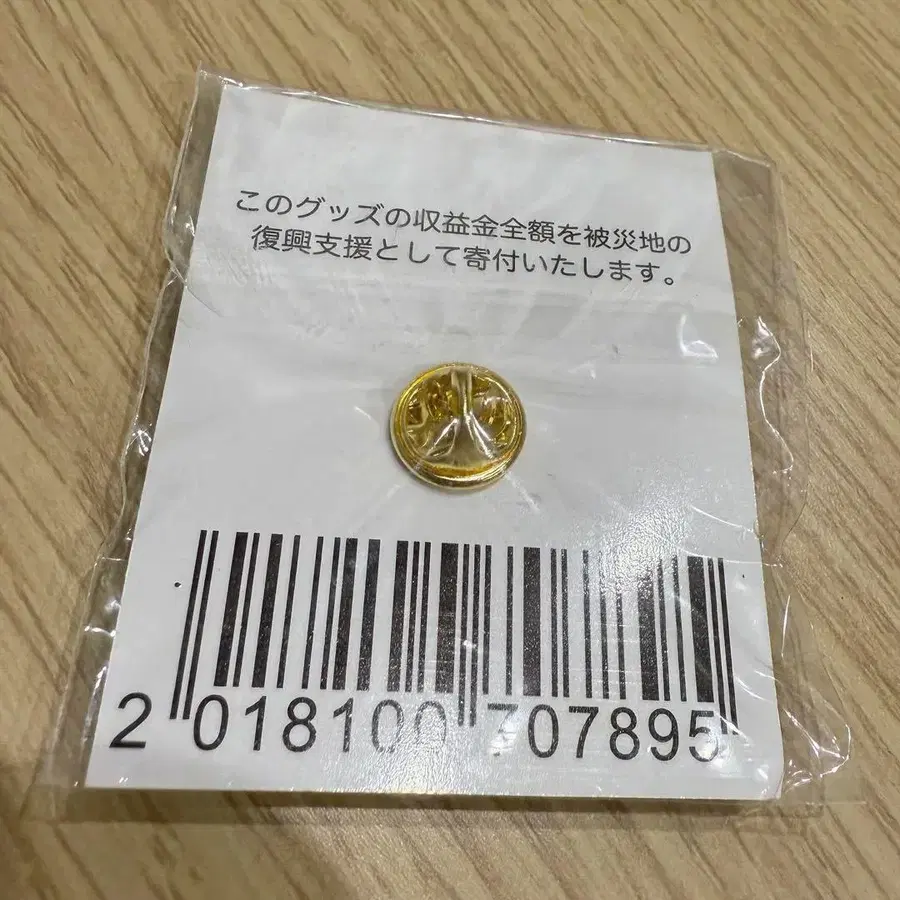 このグッズの収益金全額を被災地の
復興支援として寄付いたします。
2 018100 707895